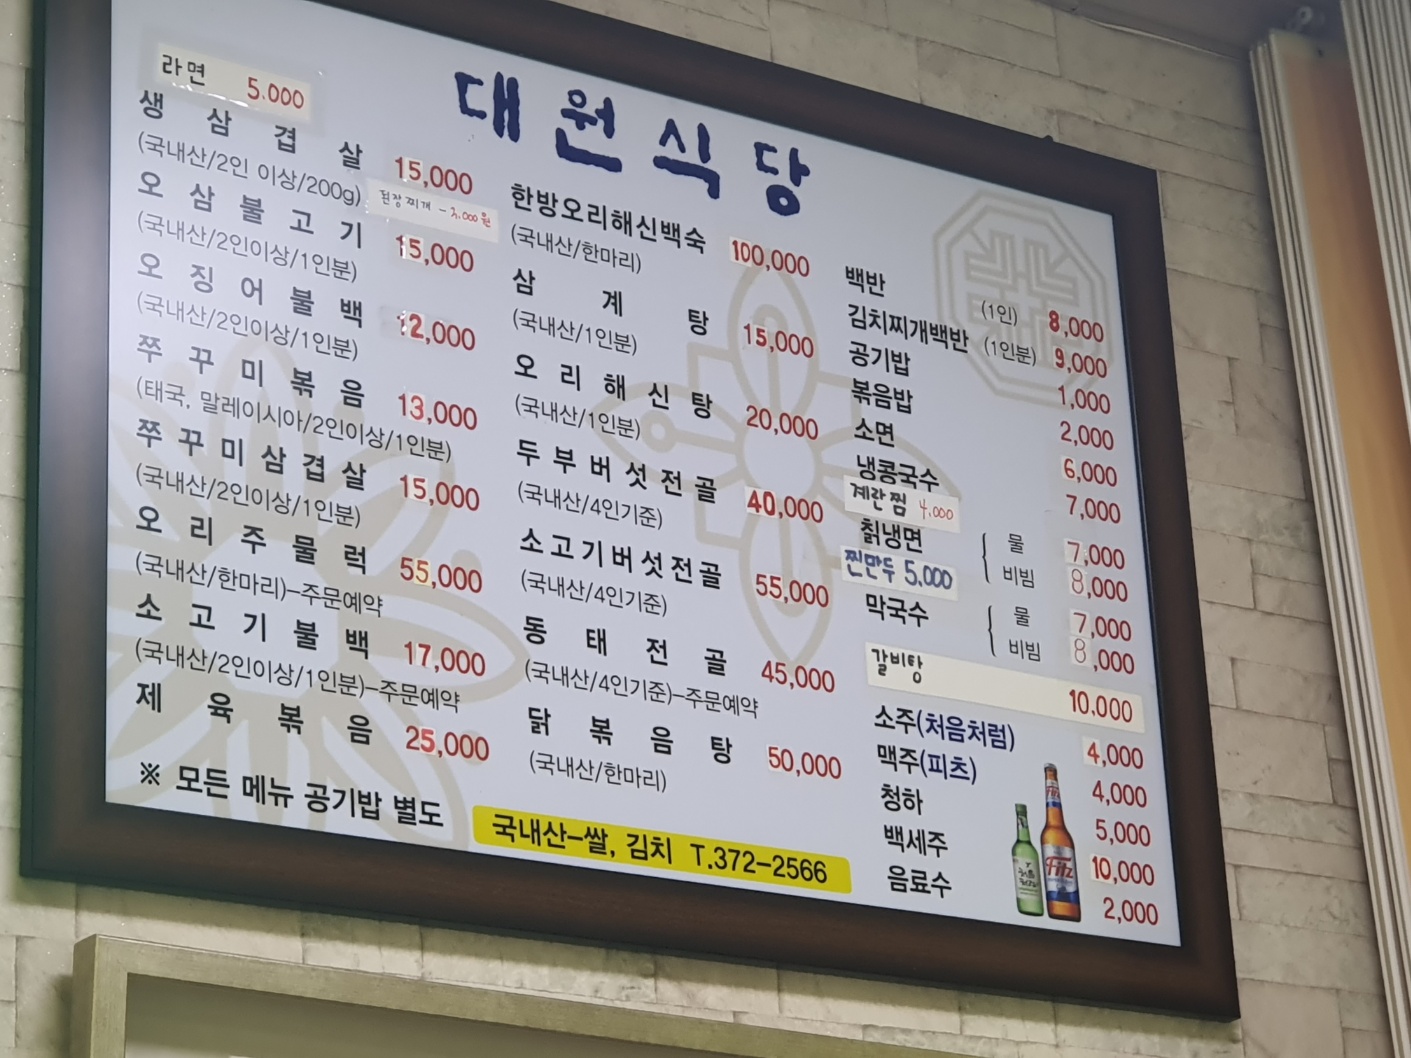 대원식당
라면 5.000
생삼겹살 15,000
(국내산/2인 이상/200g)
된장찌개 - 3,000원
오삼불고기 15,000
(국내산/2인이상/1인분)
오징어불백 12,000
(국내산/2인이상/1인분)
쭈꾸미볶음 13,000
(태국, 말레이시아/2인이상/1인분)
쭈꾸미삼겹살 15,000
(국내산/2인이상/1인분)
오리주물럭 55,000
(국내산/한마리)-주문예약
소고기불백 17,000
(국내산/2인이상/1인분)-주문예약
제육볶음 25,000
※ 모든 메뉴 공기밥 별도
한방오리해신백숙 100,000
(국내산/한마리)
삼계탕 15,000
(국내산/1인분)
오리해신탕 20,000
(국내산/1인분)
두부버섯전골 40,000
(국내산/4인기준)
소고기버섯전골 55,000
(국내산/4인기준)
동태전골 45,000
(국내산/4인기준)-주문예약
닭볶음탕 50,000
(국내산/한마리)
국내산-쌀, 김치 T.372-2566
백반 (1인) 8,000
김치찌개백반 (1인분) 9,000
공기밥 1,000
볶음밥 2,000
소면 6,000
냉콩국수 7,000
계란찜 4,000
칡냉면 물 7,000
비빔 8,000
찐만두 5,000
막국수 물 7,000
비빔 8,000
갈비탕 10,000
소주(처음처럼) 4,000
맥주(피츠) 4,000
청하 5,000
백세주 10,000
음료수 2,000
Fitz